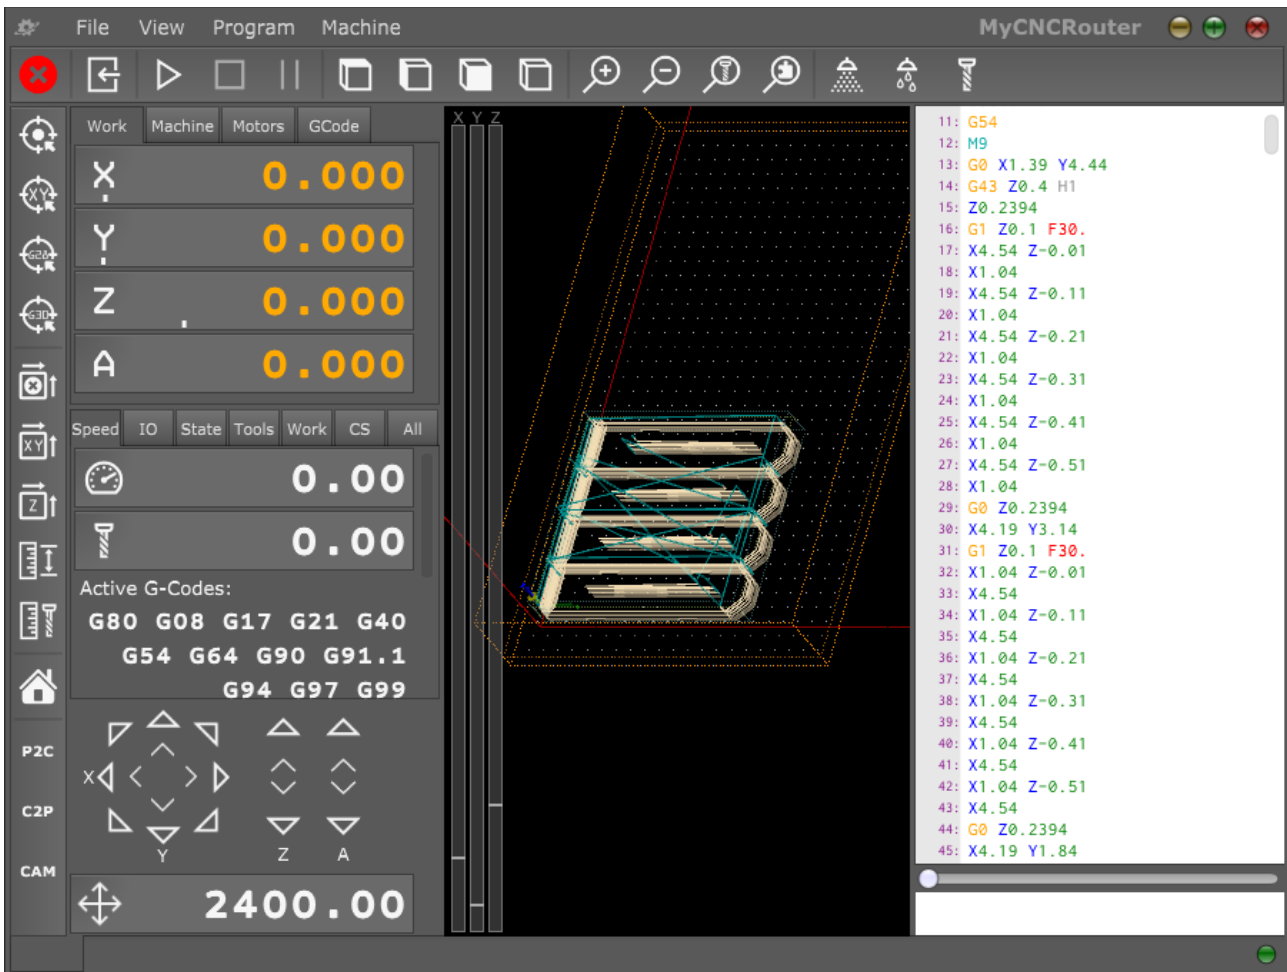 File View Program Machine MyCNCRouter
Work Machine Motors GCode
X 0.000
Y 0.000
Z 0.000
A 0.000
Speed IO State Tools Work CS All
0.00
0.00
Active G-Codes:
G80 G08 G17 G21 G40
G54 G64 G90 G91.1
G94 G97 G99
X
Y Z A
2400.00
XY
G28
G30
XY
Z
P2C
C2P
CAM
X Y Z
11: G54
12: M9
13: G0 X1.39 Y4.44
14: G43 Z0.4 H1
15: Z0.2394
16: G1 Z0.1 F30.
17: X4.54 Z-0.01
18: X1.04
19: X4.54 Z-0.11
20: X1.04
21: X4.54 Z-0.21
22: X1.04
23: X4.54 Z-0.31
24: X1.04
25: X4.54 Z-0.41
26: X1.04
27: X4.54 Z-0.51
28: X1.04
29: G0 Z0.2394
30: X4.19 Y3.14
31: G1 Z0.1 F30.
32: X1.04 Z-0.01
33: X4.54
34: X1.04 Z-0.11
35: X4.54
36: X1.04 Z-0.21
37: X4.54
38: X1.04 Z-0.31
39: X4.54
40: X1.04 Z-0.41
41: X4.54
42: X1.04 Z-0.51
43: X4.54
44: G0 Z0.2394
45: X4.19 Y1.84